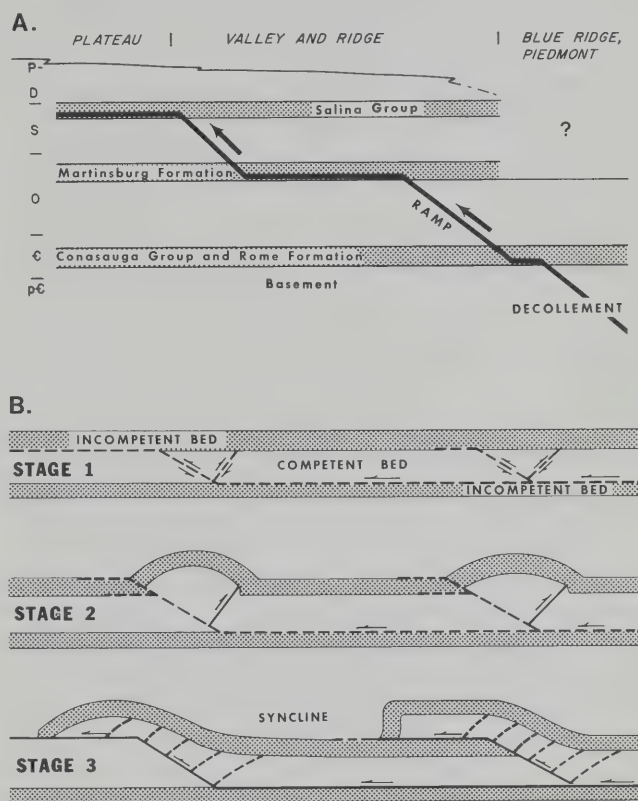 A.
PLATEAU | VALLEY AND RIDGE | BLUE RIDGE,
PIEDMONT
P-
D
S
O
Є
pЄ
Salina Group
?
Martinsburg Formation
RAMP
Conasauga Group and Rome Formation
Basement
DECOLLEMENT
B.
INCOMPETENT BED
STAGE 1
COMPETENT BED
INCOMPETENT BED
STAGE 2
SYNCLINE
STAGE 3